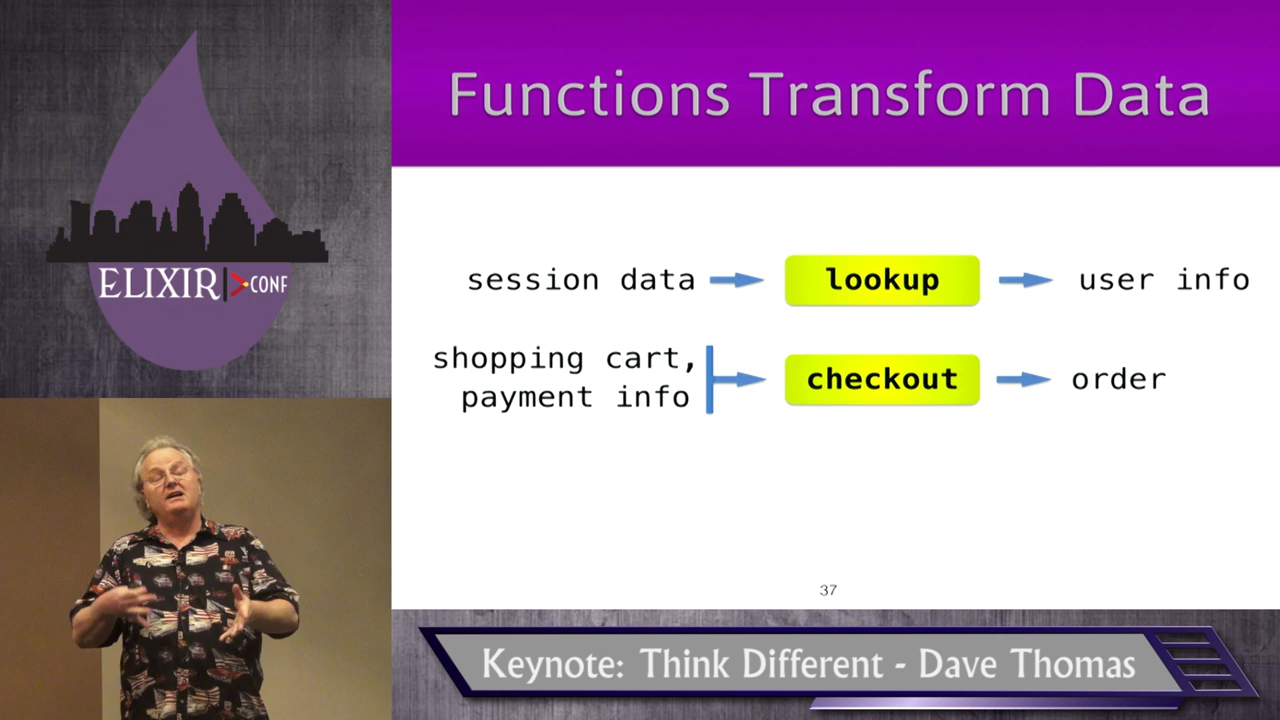 Functions Transform Data
ELIXIR|>CONF
session data
lookup
user info
shopping cart,
payment info
checkout
order
37
Keynote: Think Different - Dave Thomas